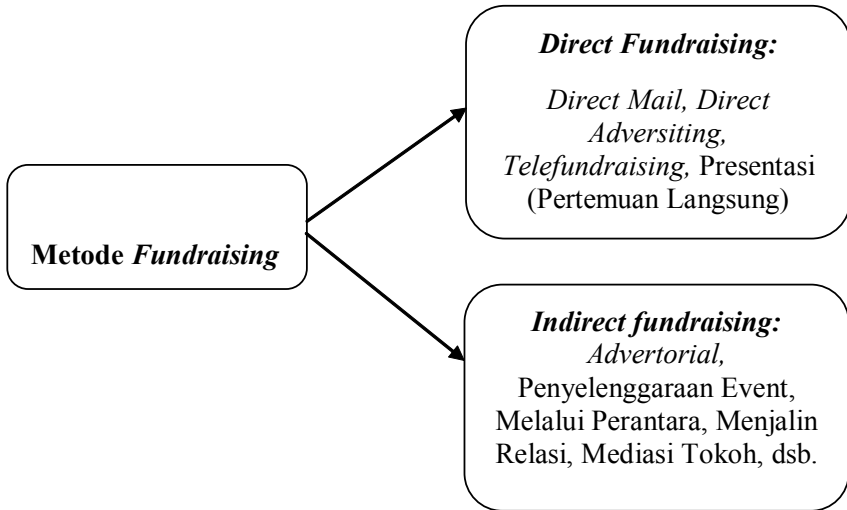 Metode Fundraising
Direct Fundraising:
Direct Mail, Direct
Adversiting,
Telefundraising, Presentasi
(Pertemuan Langsung)
Indirect fundraising:
Advertorial,
Penyelenggaraan Event,
Melalui Perantara, Menjalin
Relasi, Mediasi Tokoh, dsb.